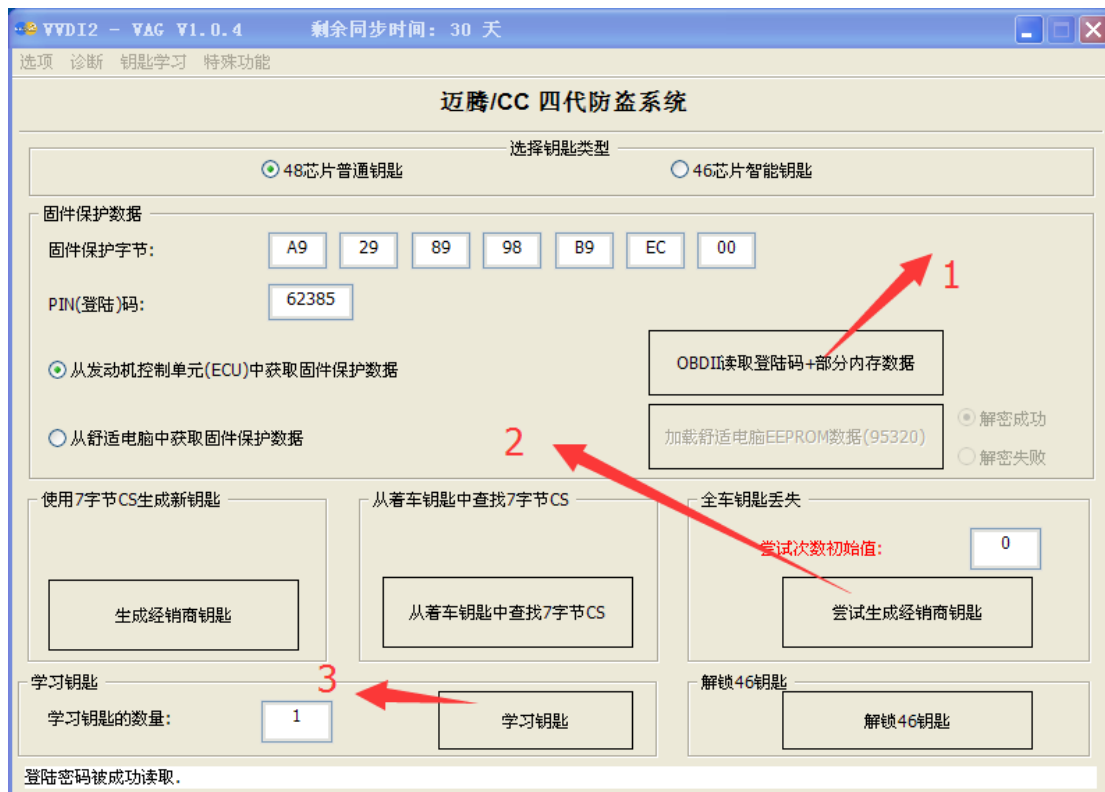 VVDI2 - VAG V1.0.4 剩余同步时间: 30 天
选项 诊断 钥匙学习 特殊功能
迈腾/CC 四代防盗系统
选择钥匙类型
48芯片普通钥匙 46芯片智能钥匙
固件保护数据
固件保护字节: A9 29 89 98 B9 EC 00
1
PIN(登陆)码: 62385
从发动机控制单元(ECU)中获取固件保护数据 OBDII读取登陆码+部分内存数据
从舒适电脑中获取固件保护数据 2 加载舒适电脑EEPROM数据(95320) 解密成功
解密失败
使用7字节CS生成新钥匙 从着车钥匙中查找7字节CS 全车钥匙丢失
尝试次数初始值: 0
生成经销商钥匙 从着车钥匙中查找7字节CS 尝试生成经销商钥匙
学习钥匙 3 解锁46钥匙
学习钥匙的数量: 1 学习钥匙 解锁46钥匙
登陆密码被成功读取.